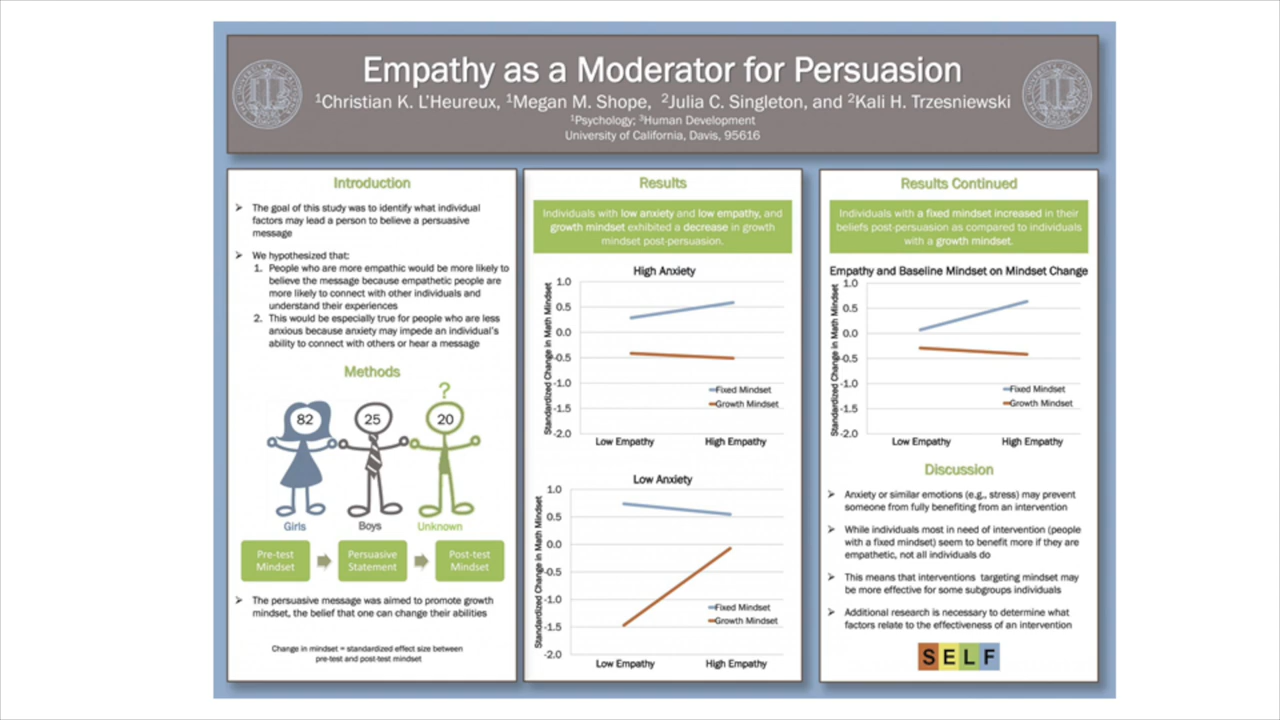 Empathy as a Moderator for Persuasion
¹Christian K. L'Heureux, ¹Megan M. Shope, ²Julia C. Singleton, and ²Kali H. Trzesniewski
¹Psychology; ³Human Development
University of California, Davis, 95616
Introduction
➢ The goal of this study was to identify what individual
factors may lead a person to believe a persuasive
message
➢ We hypothesized that:
1. People who are more empathic would be more likely to
believe the message because empathetic people are
more likely to connect with other individuals and
understand their experiences
2. This would be especially true for people who are less
anxious because anxiety may impede an individual's
ability to connect with others or hear a message
Methods
?
82 25 20
Girls Boys Unknown
Pre-test
Mindset
Persuasive
Statement
Post-test
Mindset
➢ The persuasive message was aimed to promote growth
mindset, the belief that one can change their abilities
Change in mindset = standardized effect size between
pre-test and post-test mindset
Results
Individuals with low anxiety and low empathy, and
growth mindset exhibited a decrease in growth
mindset post-persuasion.
High Anxiety
Standardized Change in Math Mindset
1.0
0.5
0.0
-0.5
-1.0
-1.5
-2.0
Fixed Mindset
Growth Mindset
Low Empathy High Empathy
Low Anxiety
Standardized Change in Math Mindset
1.0
0.5
0.0
-0.5
-1.0
-1.5
-2.0
Fixed Mindset
Growth Mindset
Low Empathy High Empathy
Results Continued
Individuals with a fixed mindset increased in their
beliefs post-persuasion as compared to individuals
with a growth mindset.
Empathy and Baseline Mindset on Mindset Change
Standardized Change in Math Mindset
1.0
0.5
0.0
-0.5
-1.0
-1.5
-2.0
Fixed Mindset
Growth Mindset
Low Empathy High Empathy
Discussion
➢ Anxiety or similar emotions (e.g., stress) may prevent
someone from fully benefiting from an intervention
➢ While individuals most in need of intervention (people
with a fixed mindset) seem to benefit more if they are
empathetic, not all individuals do
➢ This means that interventions targeting mindset may
be more effective for some subgroups individuals
➢ Additional research is necessary to determine what
factors relate to the effectiveness of an intervention
SELF